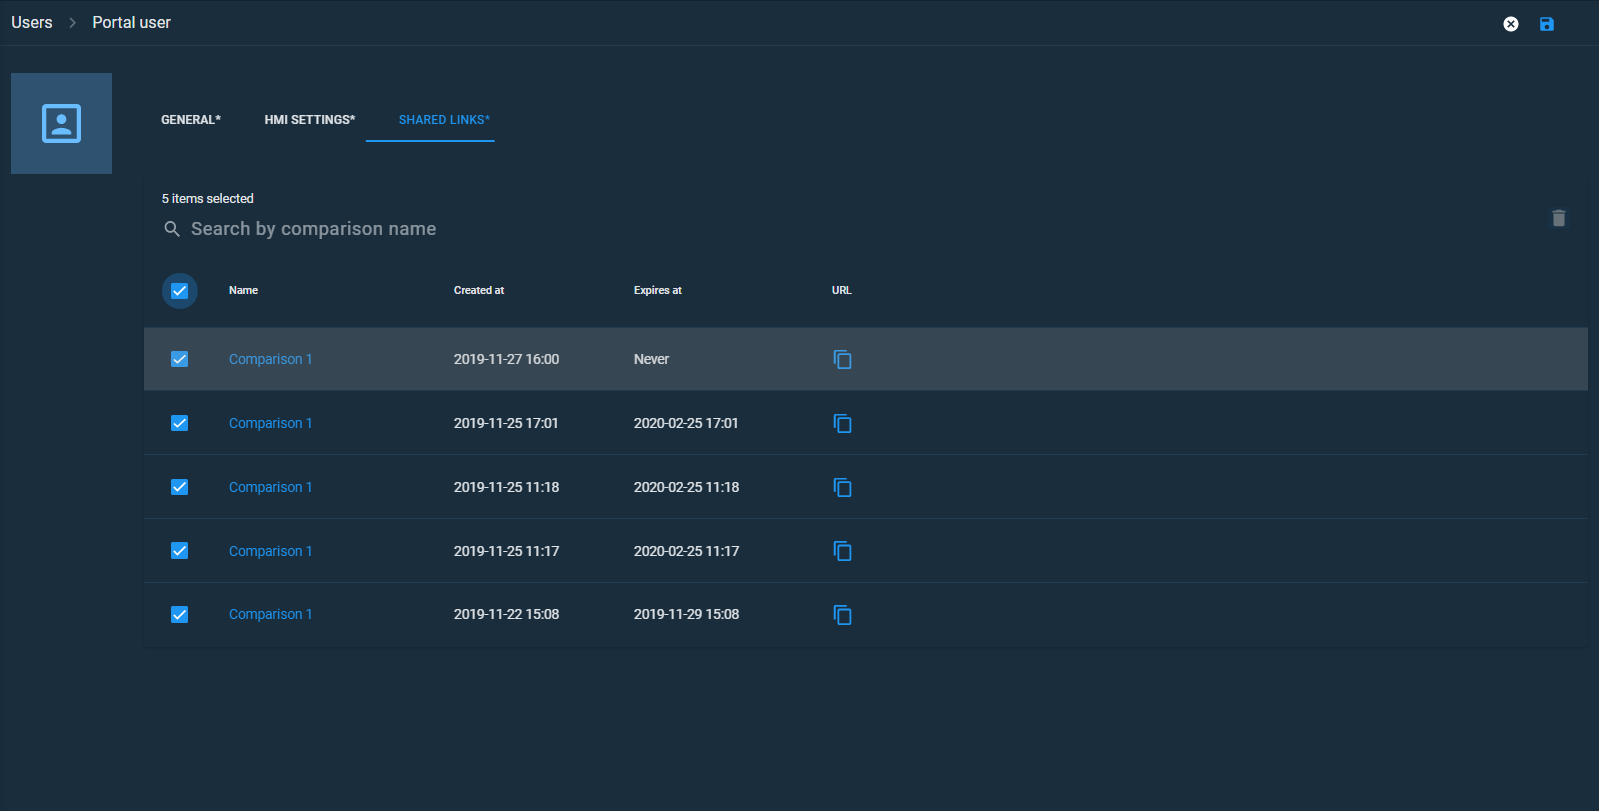 Users > Portal user
GENERAL* HMI SETTINGS* SHARED LINKS*
5 items selected
Search by comparison name
Name Created at Expires at URL
Comparison 1 2019-11-27 16:00 Never
Comparison 1 2019-11-25 17:01 2020-02-25 17:01
Comparison 1 2019-11-25 11:18 2020-02-25 11:18
Comparison 1 2019-11-25 11:17 2020-02-25 11:17
Comparison 1 2019-11-22 15:08 2019-11-29 15:08